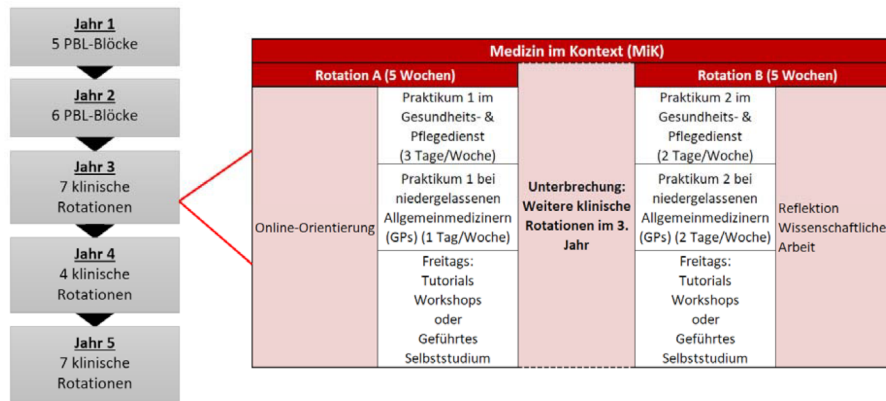 Jahr 1
5 PBL-Blöcke
Jahr 2
6 PBL-Blöcke
Jahr 3
7 klinische
Rotationen
Jahr 4
4 klinische
Rotationen
Jahr 5
7 klinische
Rotationen
Medizin im Kontext (MiK)
Rotation A (5 Wochen)
Rotation B (5 Wochen)
Online-Orientierung
Praktikum 1 im
Gesundheits- &
Pflegedienst
(3 Tage/Woche)
Praktikum 1 bei
niedergelassenen
Allgemeinmedizinern
(GPs) (1 Tag/Woche)
Freitags:
Tutorials
Workshops
oder
Geführtes
Selbststudium
Unterbrechung:
Weitere klinische
Rotationen im 3.
Jahr
Praktikum 2 im
Gesundheits- &
Pflegedienst
(2 Tage/Woche)
Praktikum 2 bei
niedergelassenen
Allgemeinmedizinern
(GPs) (2 Tage/Woche)
Freitags:
Tutorials
Workshops
oder
Geführtes
Selbststudium
Reflektion
Wissenschaftliche
Arbeit